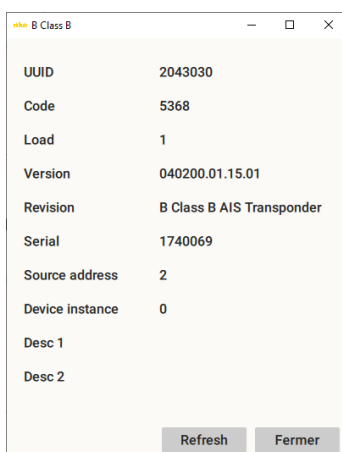 nke B Class B
UUID 2043030
Code 5368
Load 1
Version 040200.01.15.01
Revision B Class B AIS Transponder
Serial 1740069
Source address 2
Device instance 0
Desc 1
Desc 2
Refresh Fermer